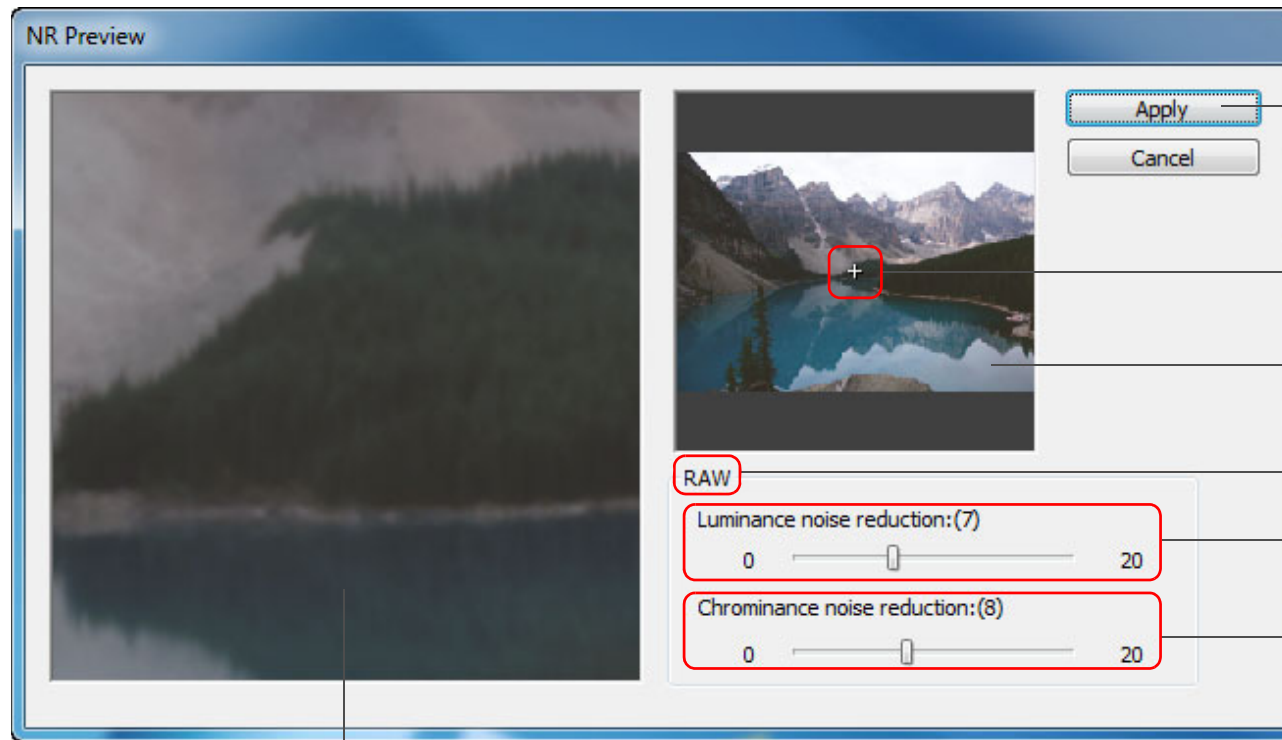 NR Preview
Apply
Cancel
RAW
Luminance noise reduction:(7)
0 20
Chrominance noise reduction:(8)
0 20